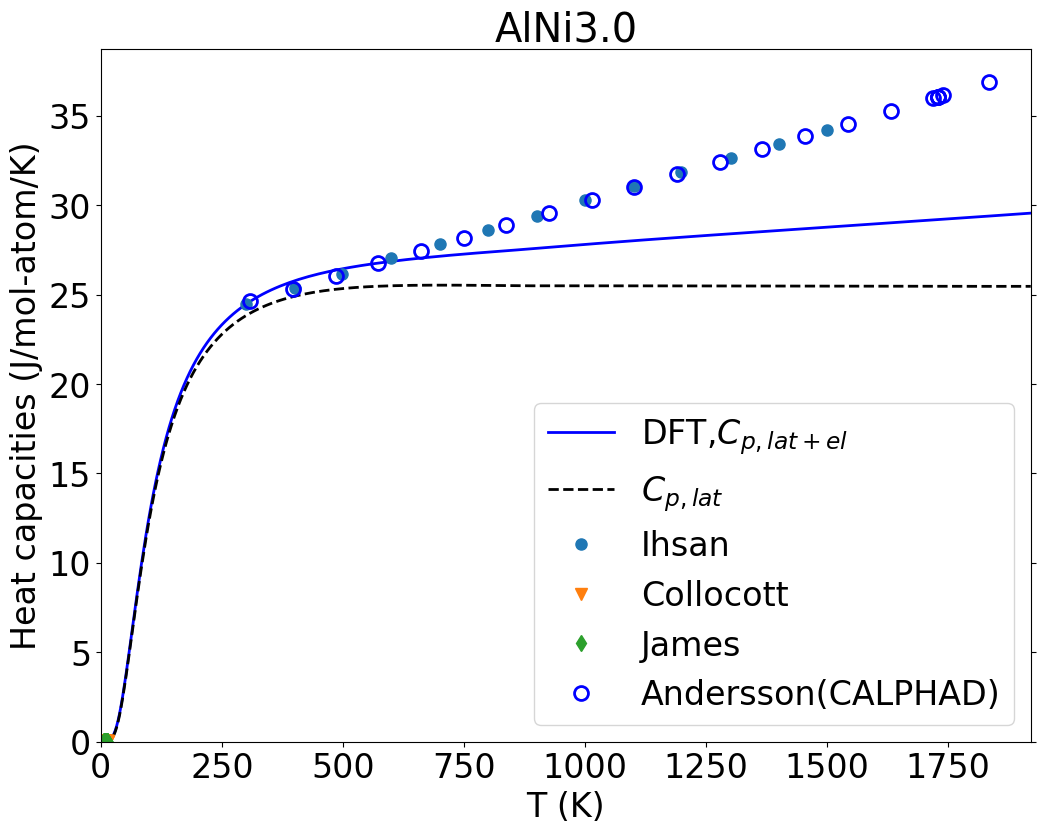 AlNi3.0
Heat capacities (J/mol-atom/K)
35
30
25
20
15
10
5
0
DFT,C_{p, lat + el}
C_{p, lat}
Ihsan
Collocott
James
Andersson(CALPHAD)
0 250 500 750 1000 1250 1500 1750
T (K)